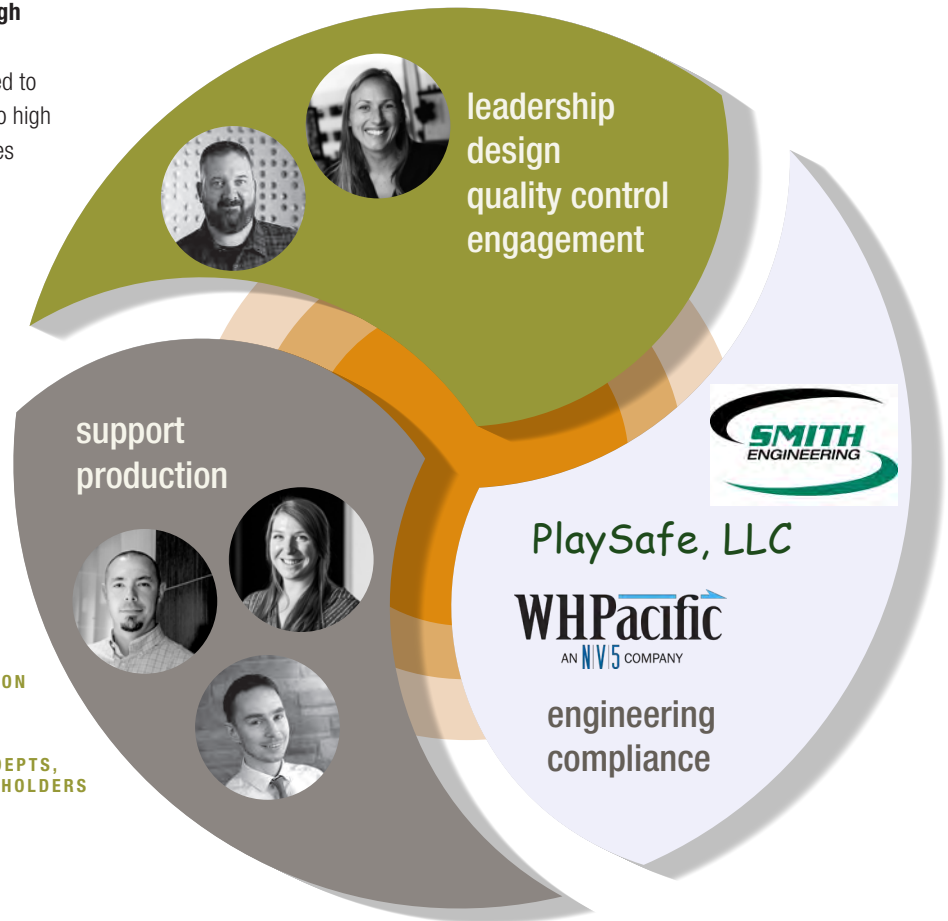 gh
ed to
o high
es
leadership
design
quality control
engagement
support
production
SMITH
ENGINEERING
PlaySafe, LLC
WHPacific
AN N|V|5 COMPANY
engineering
compliance
ON
DEPTS,
HOLDERS